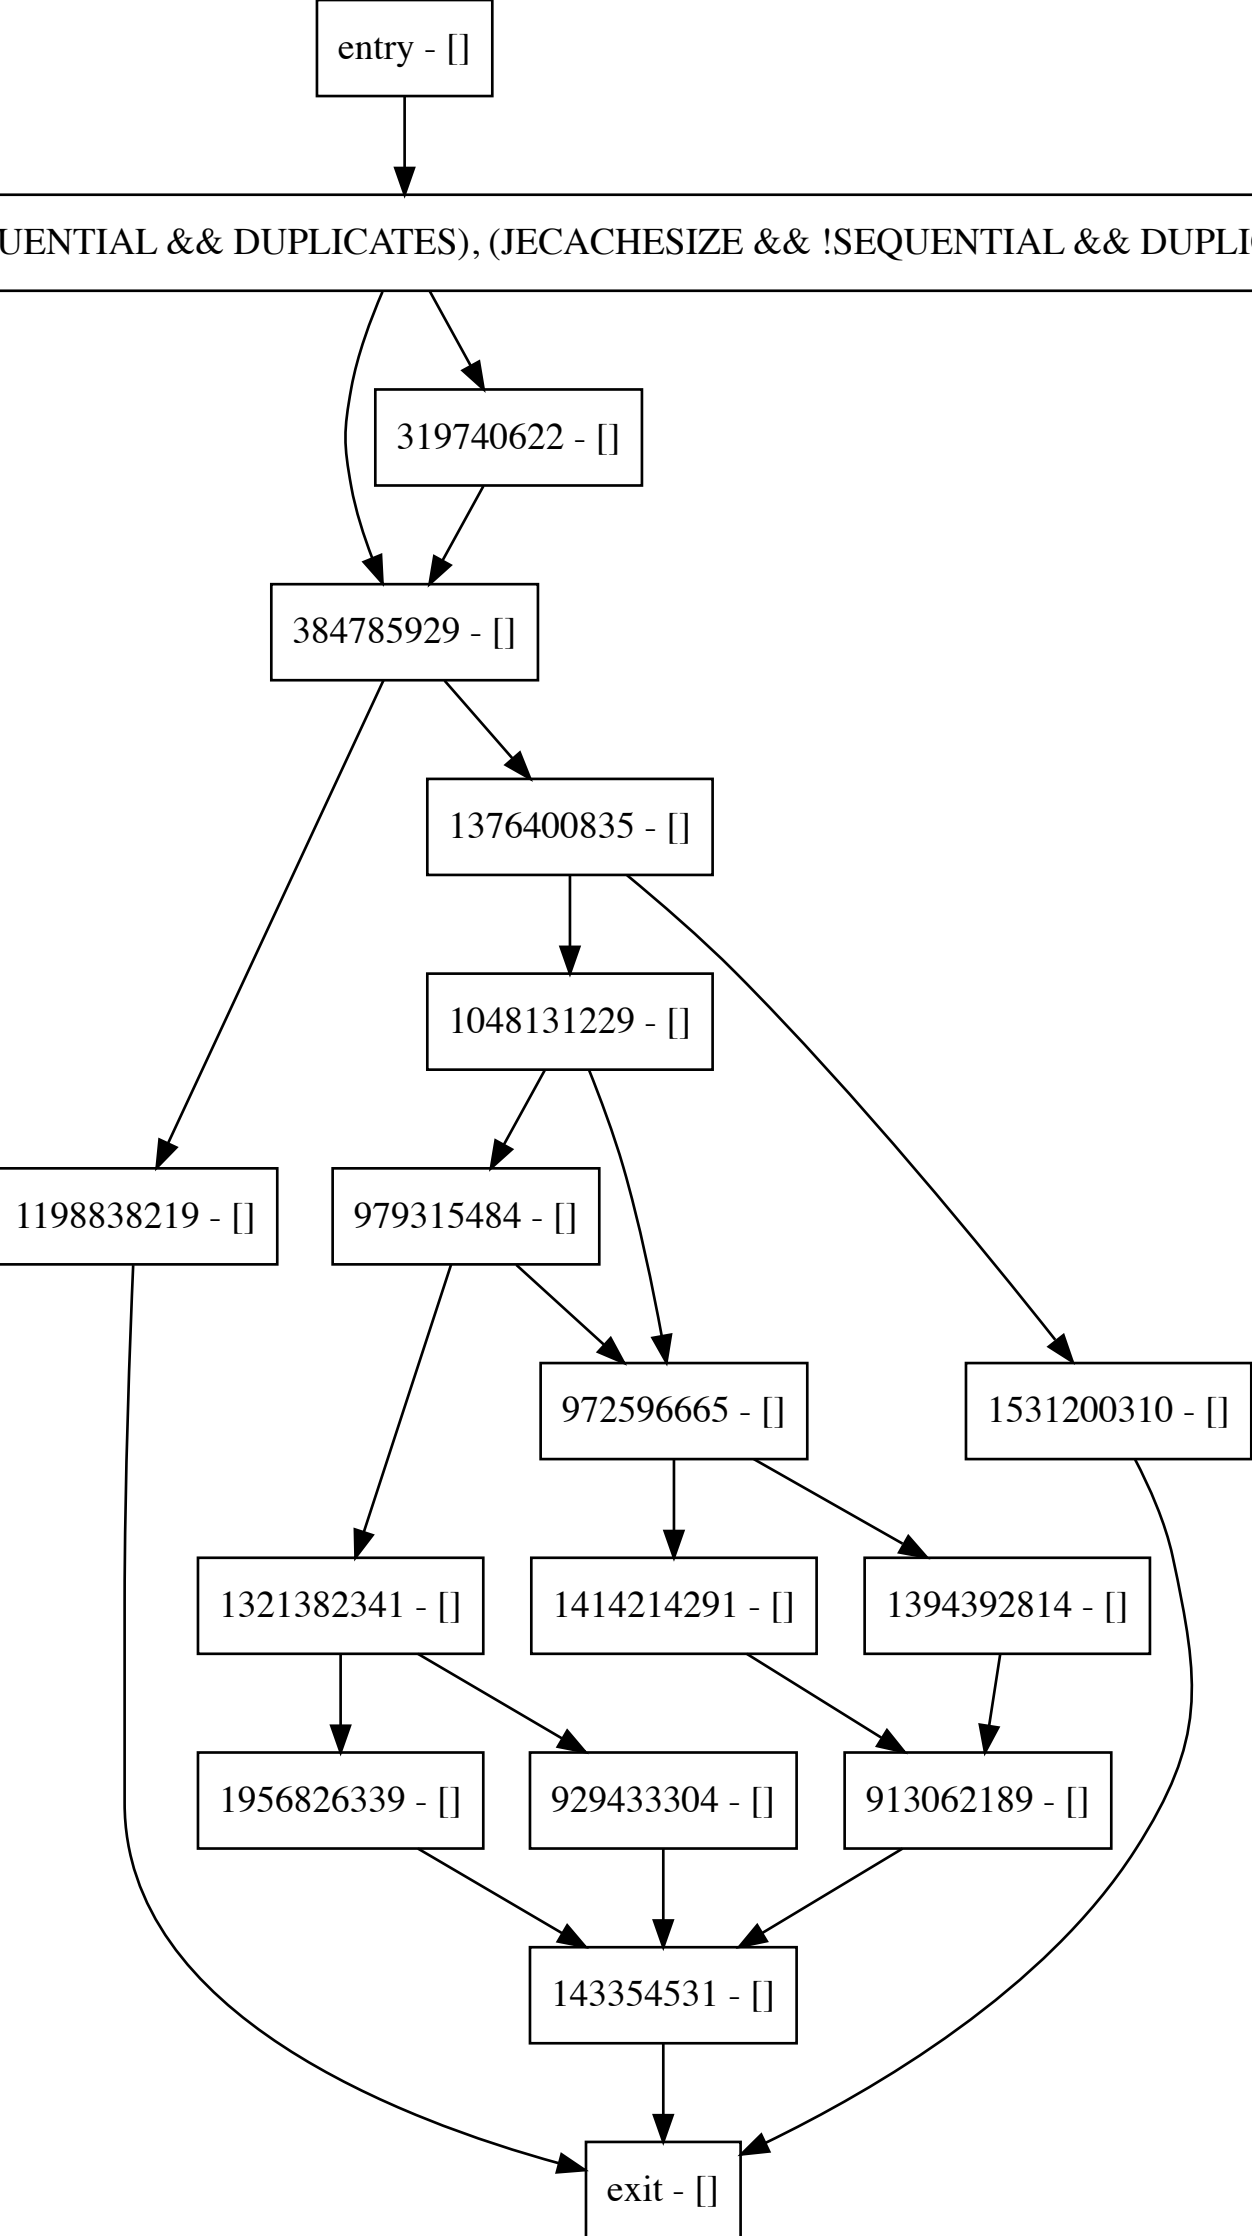 entry - []
UENTIAL && DUPLICATES), (JECACHESIZE && !SEQUENTIAL && DUPLI
319740622 - []
384785929 - []
1376400835 - []
1048131229 - []
1198838219 - []
979315484 - []
972596665 - []
1531200310 - []
1321382341 - []
1414214291 - []
1394392814 - []
1956826339 - []
929433304 - []
913062189 - []
143354531 - []
exit - []